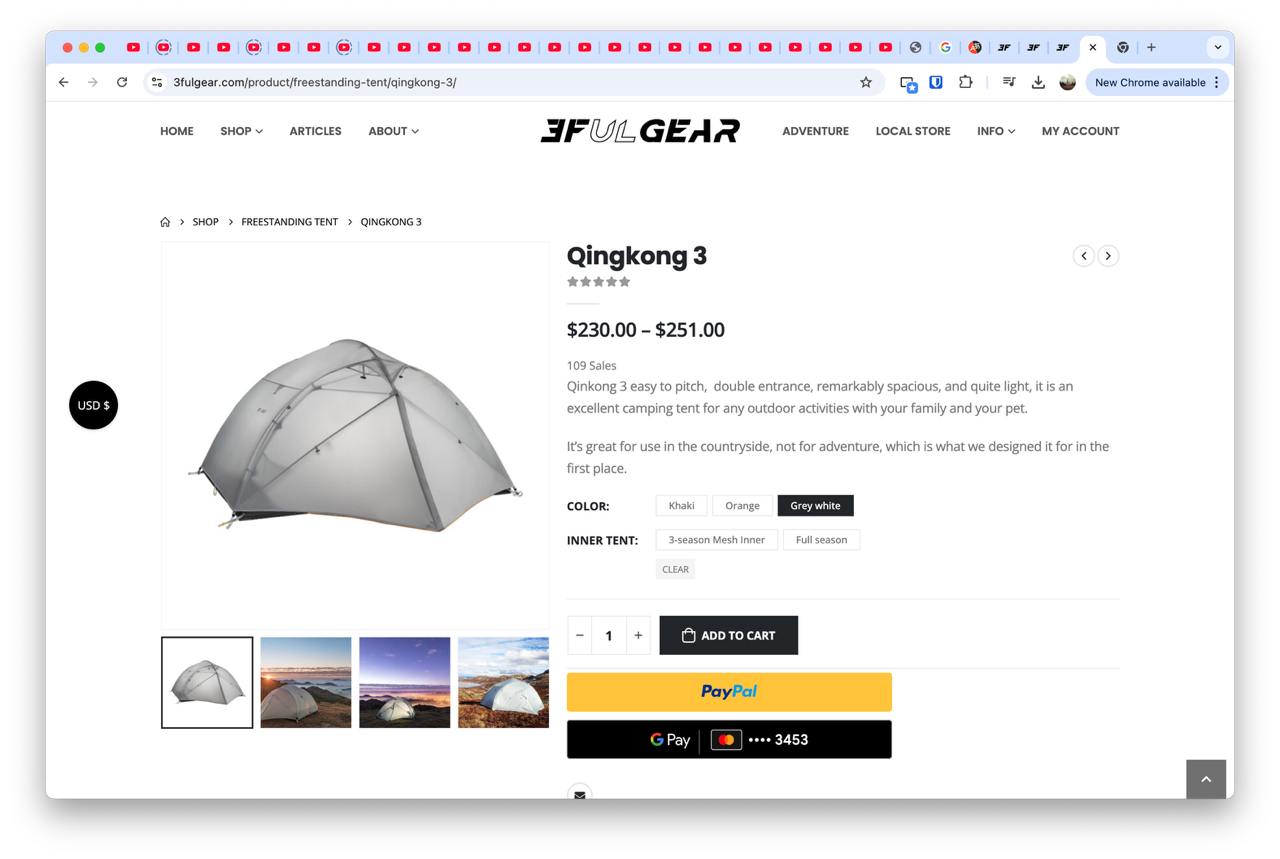 3fulgear.com/product/freestanding-tent/qingkong-3/
New Chrome available
HOME
SHOP
ARTICLES
ABOUT
3FULGEAR
ADVENTURE
LOCAL STORE
INFO
MY ACCOUNT
SHOP
FREESTANDING TENT
QINGKONG 3
USD $
Qingkong 3
$230.00 – $251.00
109 Sales
Qinkong 3 easy to pitch, double entrance, remarkably spacious, and quite light, it is an
excellent camping tent for any outdoor activities with your family and your pet.
It's great for use in the countryside, not for adventure, which is what we designed it for in the
first place.
COLOR:
Khaki
Orange
Grey white
INNER TENT:
3-season Mesh Inner
Full season
CLEAR
− 1 +
ADD TO CART
PayPal
G Pay
•••• 3453